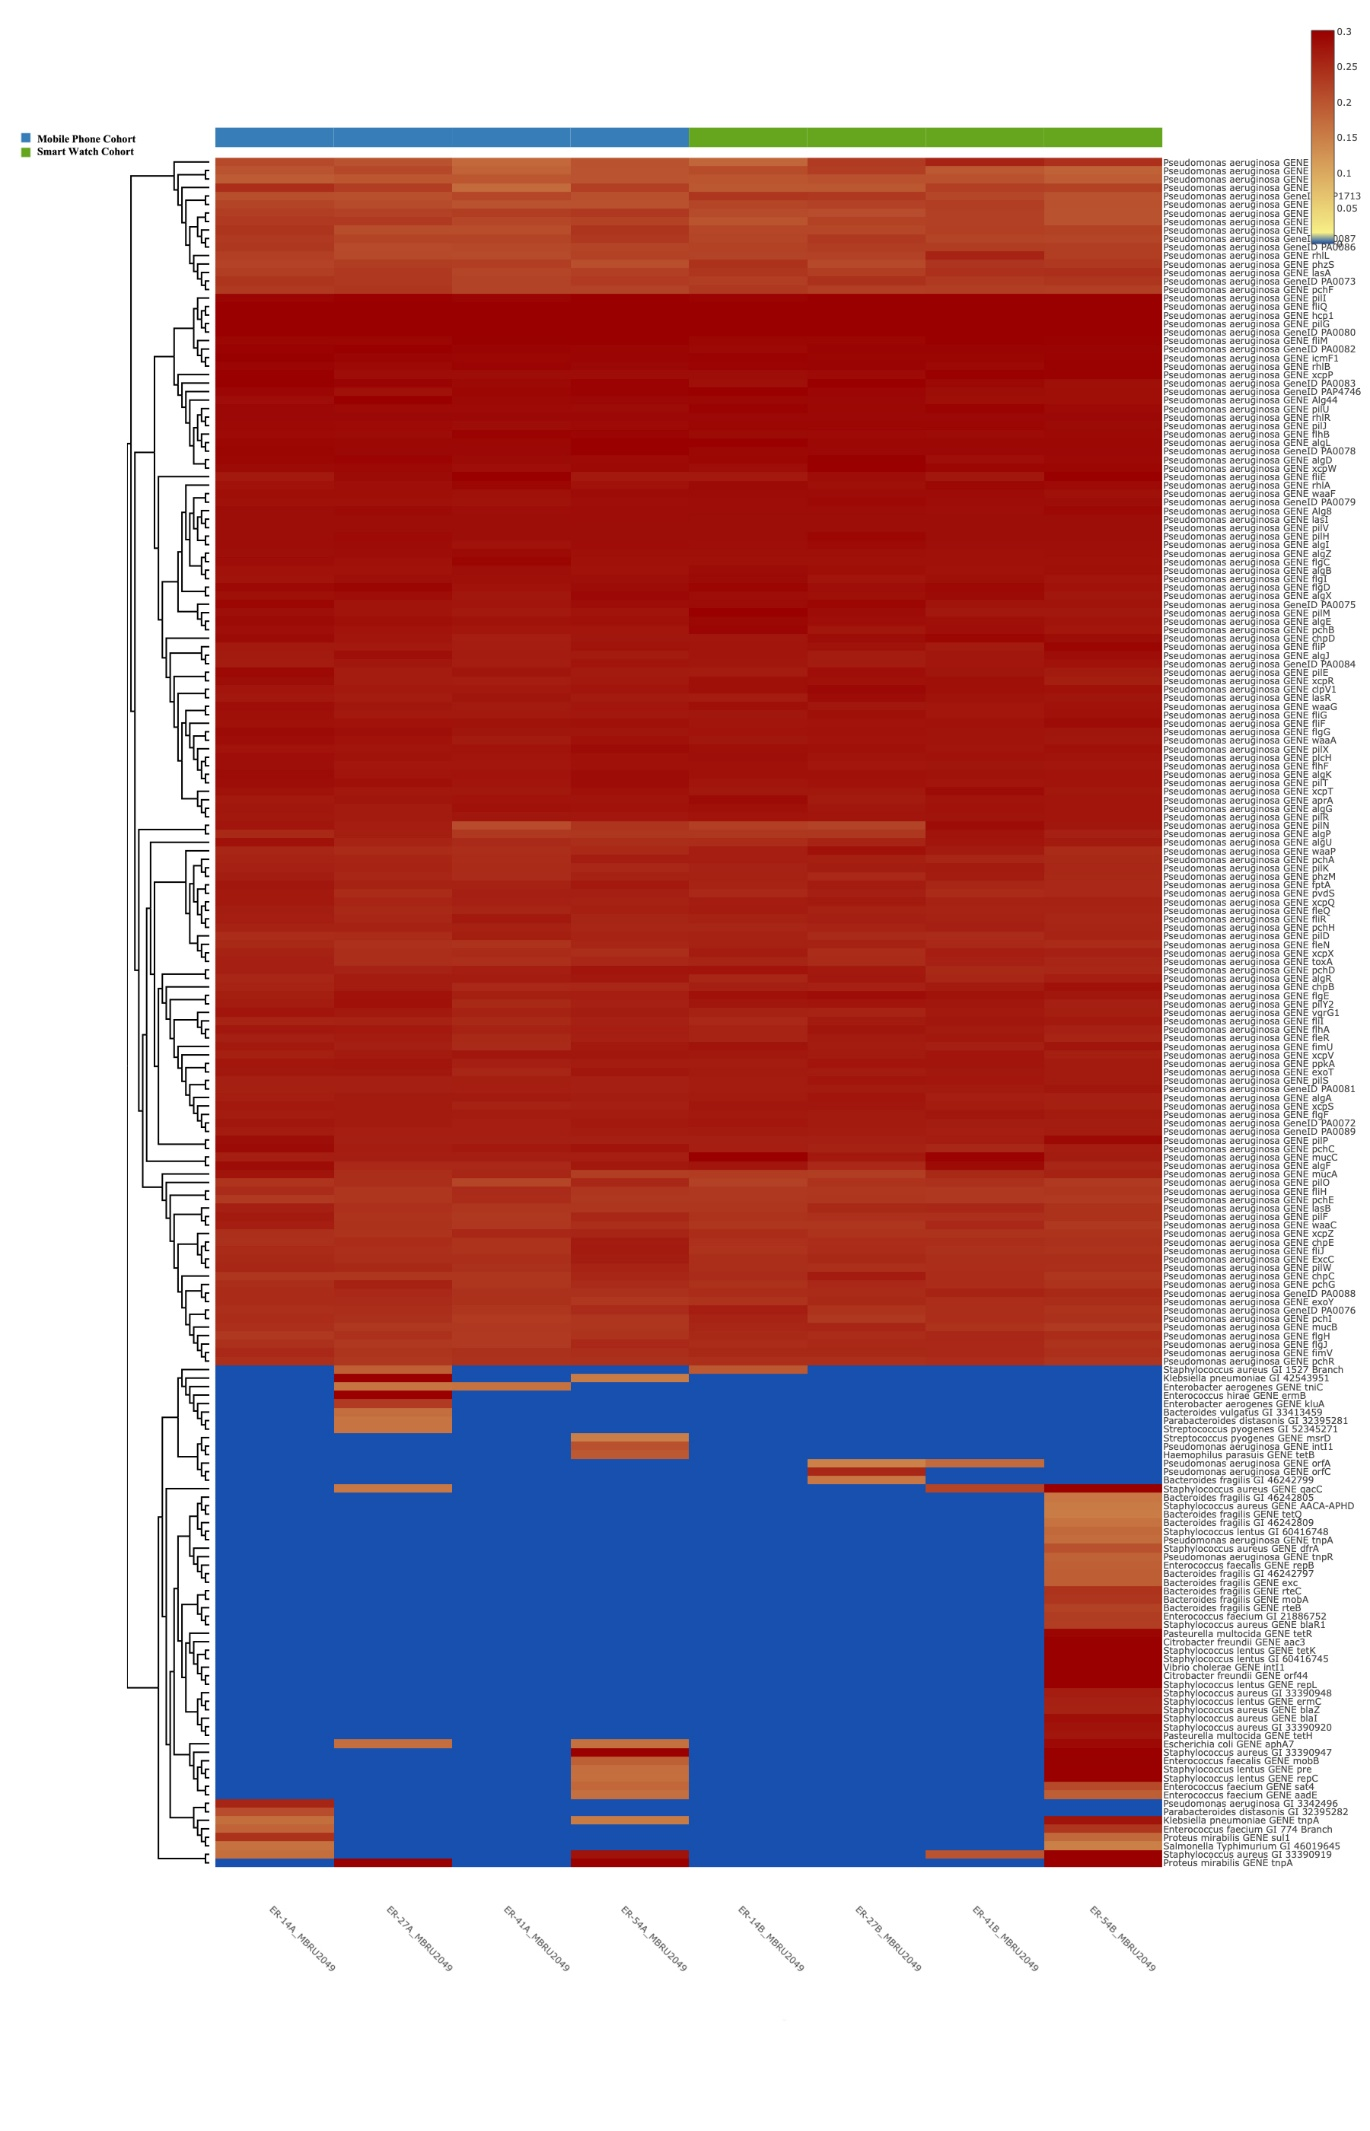 0.3
0.25
0.2
0.15
0.1
0.05
Mobile Phone Cohort
Smart Watch Cohort
Pseudomonas aeruginosa GENE
Pseudomonas aeruginosa GENE
Pseudomonas aeruginosa GENE
Pseudomonas aeruginosa GENE
Pseudomonas aeruginosa GeneI P1713
Pseudomonas aeruginosa GENE
Pseudomonas aeruginosa GENE
Pseudomonas aeruginosa GENE
Pseudomonas aeruginosa GENE
Pseudomonas aeruginosa GeneI 0087
Pseudomonas aeruginosa GeneID PA0086
Pseudomonas aeruginosa GENE rhlL
Pseudomonas aeruginosa GENE phzS
Pseudomonas aeruginosa GENE lasA
Pseudomonas aeruginosa GeneID PA0073
Pseudomonas aeruginosa GENE pchF
Pseudomonas aeruginosa GENE pilI
Pseudomonas aeruginosa GENE fliQ
Pseudomonas aeruginosa GENE hcp1
Pseudomonas aeruginosa GENE pilG
Pseudomonas aeruginosa GeneID PA0080
Pseudomonas aeruginosa GENE fliM
Pseudomonas aeruginosa GeneID PA0082
Pseudomonas aeruginosa GENE icmF1
Pseudomonas aeruginosa GENE rhlB
Pseudomonas aeruginosa GENE xcpP
Pseudomonas aeruginosa GeneID PA0083
Pseudomonas aeruginosa GeneID PAP4746
Pseudomonas aeruginosa GENE Alg44
Pseudomonas aeruginosa GENE pilU
Pseudomonas aeruginosa GENE rhlR
Pseudomonas aeruginosa GENE pilJ
Pseudomonas aeruginosa GENE flhB
Pseudomonas aeruginosa GENE algL
Pseudomonas aeruginosa GeneID PA0078
Pseudomonas aeruginosa GENE algD
Pseudomonas aeruginosa GENE xcpW
Pseudomonas aeruginosa GENE fliE
Pseudomonas aeruginosa GENE rhlA
Pseudomonas aeruginosa GENE waaF
Pseudomonas aeruginosa GeneID PA0079
Pseudomonas aeruginosa GENE Alg8
Pseudomonas aeruginosa GENE lasI
Pseudomonas aeruginosa GENE pilV
Pseudomonas aeruginosa GENE pilH
Pseudomonas aeruginosa GENE algI
Pseudomonas aeruginosa GENE algZ
Pseudomonas aeruginosa GENE flgC
Pseudomonas aeruginosa GENE algB
Pseudomonas aeruginosa GENE flgI
Pseudomonas aeruginosa GENE flgD
Pseudomonas aeruginosa GENE algX
Pseudomonas aeruginosa GeneID PA0075
Pseudomonas aeruginosa GENE pilM
Pseudomonas aeruginosa GENE algE
Pseudomonas aeruginosa GENE pchB
Pseudomonas aeruginosa GENE chpD
Pseudomonas aeruginosa GENE fliP
Pseudomonas aeruginosa GENE algJ
Pseudomonas aeruginosa GeneID PA0084
Pseudomonas aeruginosa GENE pilE
Pseudomonas aeruginosa GENE xcpR
Pseudomonas aeruginosa GENE clpV1
Pseudomonas aeruginosa GENE lasR
Pseudomonas aeruginosa GENE waaG
Pseudomonas aeruginosa GENE fliG
Pseudomonas aeruginosa GENE fliF
Pseudomonas aeruginosa GENE flgG
Pseudomonas aeruginosa GENE waaA
Pseudomonas aeruginosa GENE pilX
Pseudomonas aeruginosa GENE plcH
Pseudomonas aeruginosa GENE flhF
Pseudomonas aeruginosa GENE algK
Pseudomonas aeruginosa GENE pilT
Pseudomonas aeruginosa GENE xcpT
Pseudomonas aeruginosa GENE aprA
Pseudomonas aeruginosa GENE algG
Pseudomonas aeruginosa GENE pilR
Pseudomonas aeruginosa GENE pilN
Pseudomonas aeruginosa GENE algP
Pseudomonas aeruginosa GENE algU
Pseudomonas aeruginosa GENE waaP
Pseudomonas aeruginosa GENE pchA
Pseudomonas aeruginosa GENE pilK
Pseudomonas aeruginosa GENE phzM
Pseudomonas aeruginosa GENE fptA
Pseudomonas aeruginosa GENE pvdS
Pseudomonas aeruginosa GENE xcpQ
Pseudomonas aeruginosa GENE fleQ
Pseudomonas aeruginosa GENE fliR
Pseudomonas aeruginosa GENE pchH
Pseudomonas aeruginosa GENE pilD
Pseudomonas aeruginosa GENE fleN
Pseudomonas aeruginosa GENE xcpX
Pseudomonas aeruginosa GENE toxA
Pseudomonas aeruginosa GENE pchD
Pseudomonas aeruginosa GENE algR
Pseudomonas aeruginosa GENE chpB
Pseudomonas aeruginosa GENE flgE
Pseudomonas aeruginosa GENE pilY2
Pseudomonas aeruginosa GENE vgrG1
Pseudomonas aeruginosa GENE fliI
Pseudomonas aeruginosa GENE flhA
Pseudomonas aeruginosa GENE fleR
Pseudomonas aeruginosa GENE fimU
Pseudomonas aeruginosa GENE xcpV
Pseudomonas aeruginosa GENE ppkA
Pseudomonas aeruginosa GENE exoT
Pseudomonas aeruginosa GENE pilS
Pseudomonas aeruginosa GeneID PA0081
Pseudomonas aeruginosa GENE algA
Pseudomonas aeruginosa GENE xcpS
Pseudomonas aeruginosa GENE flgF
Pseudomonas aeruginosa GeneID PA0072
Pseudomonas aeruginosa GeneID PA0089
Pseudomonas aeruginosa GENE pilP
Pseudomonas aeruginosa GENE pchC
Pseudomonas aeruginosa GENE mucC
Pseudomonas aeruginosa GENE algF
Pseudomonas aeruginosa GENE mucA
Pseudomonas aeruginosa GENE pilO
Pseudomonas aeruginosa GENE fliH
Pseudomonas aeruginosa GENE pchE
Pseudomonas aeruginosa GENE lasB
Pseudomonas aeruginosa GENE pilF
Pseudomonas aeruginosa GENE waaC
Pseudomonas aeruginosa GENE xcpZ
Pseudomonas aeruginosa GENE chpE
Pseudomonas aeruginosa GENE fliJ
Pseudomonas aeruginosa GENE ExcC
Pseudomonas aeruginosa GENE pilW
Pseudomonas aeruginosa GENE chpC
Pseudomonas aeruginosa GENE pchG
Pseudomonas aeruginosa GeneID PA0088
Pseudomonas aeruginosa GENE exoY
Pseudomonas aeruginosa GeneID PA0076
Pseudomonas aeruginosa GENE pchI
Pseudomonas aeruginosa GENE mucB
Pseudomonas aeruginosa GENE flgH
Pseudomonas aeruginosa GENE flgJ
Pseudomonas aeruginosa GENE fimV
Pseudomonas aeruginosa GENE pchR
Staphylococcus aureus GI 1527 Branch
Klebsiella pneumoniae GI 42543951
Enterobacter aerogenes GENE tniC
Enterococcus hirae GENE ermB
Enterobacter aerogenes GENE kluA
Bacteroides vulgatus GI 33413459
Parabacteroides distasonis GI 32395281
Streptococcus pyogenes GI 52345271
Streptococcus pyogenes GENE msrD
Pseudomonas aeruginosa GENE intI1
Haemophilus parasuis GENE tetB
Pseudomonas aeruginosa GENE orfA
Pseudomonas aeruginosa GENE orfC
Bacteroides fragilis GI 46242799
Staphylococcus aureus GENE qacC
Bacteroides fragilis GI 46242805
Staphylococcus aureus GENE AACA-APHD
Bacteroides fragilis GENE tetQ
Bacteroides fragilis GI 46242809
Staphylococcus lentus GI 60416748
Pseudomonas aeruginosa GENE tnpA
Staphylococcus aureus GENE dfrA
Pseudomonas aeruginosa GENE tnpR
Enterococcus faecalis GENE repB
Bacteroides fragilis GI 46242797
Bacteroides fragilis GENE exc
Bacteroides fragilis GENE rteC
Bacteroides fragilis GENE mobA
Bacteroides fragilis GENE rteB
Enterococcus faecium GI 21886752
Staphylococcus aureus GENE blaR1
Pasteurella multocida GENE tetR
Citrobacter freundii GENE aac3
Staphylococcus lentus GENE tetK
Staphylococcus lentus GI 60416745
Vibrio cholerae GENE intI1
Citrobacter freundii GENE orf44
Staphylococcus lentus GENE repL
Staphylococcus aureus GI 33390948
Staphylococcus lentus GENE ermC
Staphylococcus aureus GENE blaZ
Staphylococcus aureus GENE blaI
Staphylococcus aureus GI 33390920
Pasteurella multocida GENE tetH
Escherichia coli GENE aphA7
Staphylococcus aureus GI 33390947
Enterococcus faecalis GENE mobB
Staphylococcus lentus GENE pre
Staphylococcus lentus GENE repC
Enterococcus faecium GENE sat4
Enterococcus faecium GENE aadE
Pseudomonas aeruginosa GI 3342496
Parabacteroides distasonis GI 32395282
Klebsiella pneumoniae GENE tnpA
Enterococcus faecium GI 774 Branch
Proteus mirabilis GENE sul1
Salmonella Typhimurium GI 46019645
Staphylococcus aureus GI 33390919
Proteus mirabilis GENE tnpA
ER-14A_MBRU2049
ER-27A_MBRU2049
ER-41A_MBRU2049
ER-54A_MBRU2049
ER-14B_MBRU2049
ER-27B_MBRU2049
ER-41B_MBRU2049
ER-54B_MBRU2049